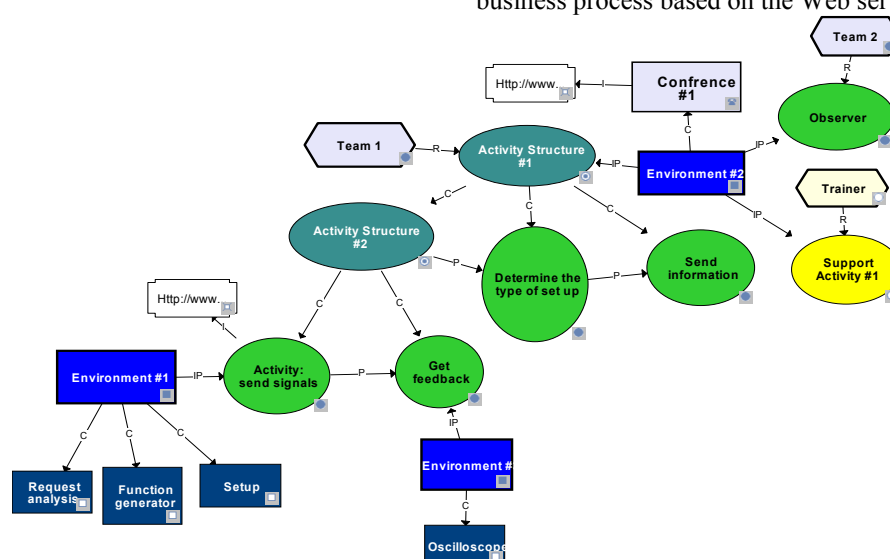 business process based on the Web ser
Team 2
Http://www.
I
Confrence
#1
R
C
Observer
Team 1
R
Activity Structure
#1
IP
Environment #2
IP
Trainer
C
C
C
IP
R
Activity Structure
#2
P
Determine the
type of set up
P
Send
information
Support
Activity #1
Http://www.
I
C
C
Environment #1
IP
Activity:
send signals
P
Get
feedback
C
C
C
IP
Environment #
Request
analysis
Function
generator
Setup
C
Oscilloscope